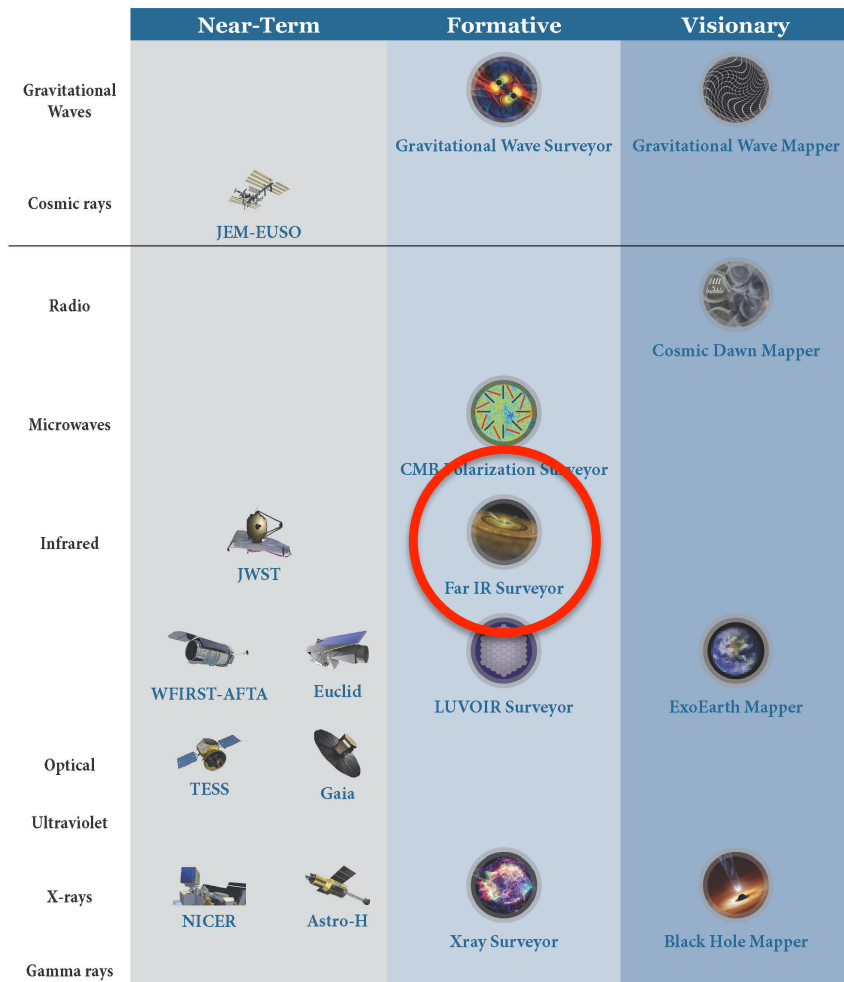 Near-Term Formative Visionary
Gravitational
Waves
Gravitational Wave Surveyor Gravitational Wave Mapper
Cosmic rays
JEM-EUSO
Radio
HII
bubble
Cosmic Dawn Mapper
Microwaves
CMB Polarization Surveyor
Infrared
JWST
Far IR Surveyor
WFIRST-AFTA Euclid LUVOIR Surveyor ExoEarth Mapper
Optical
TESS Gaia
Ultraviolet
X-rays
NICER Astro-H Xray Surveyor Black Hole Mapper
Gamma rays